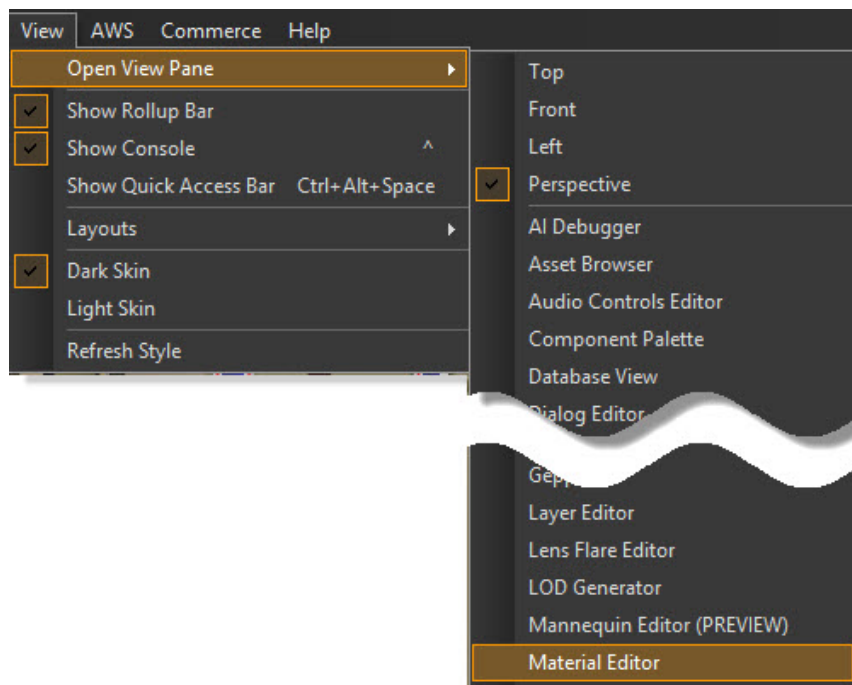 View AWS Commerce Help
Open View Pane
Show Rollup Bar
Show Console ^
Show Quick Access Bar Ctrl+Alt+Space
Layouts
Dark Skin
Light Skin
Refresh Style
Top
Front
Left
Perspective
AI Debugger
Asset Browser
Audio Controls Editor
Component Palette
Database View
Dialog Editor
Layer Editor
Lens Flare Editor
LOD Generator
Mannequin Editor (PREVIEW)
Material Editor